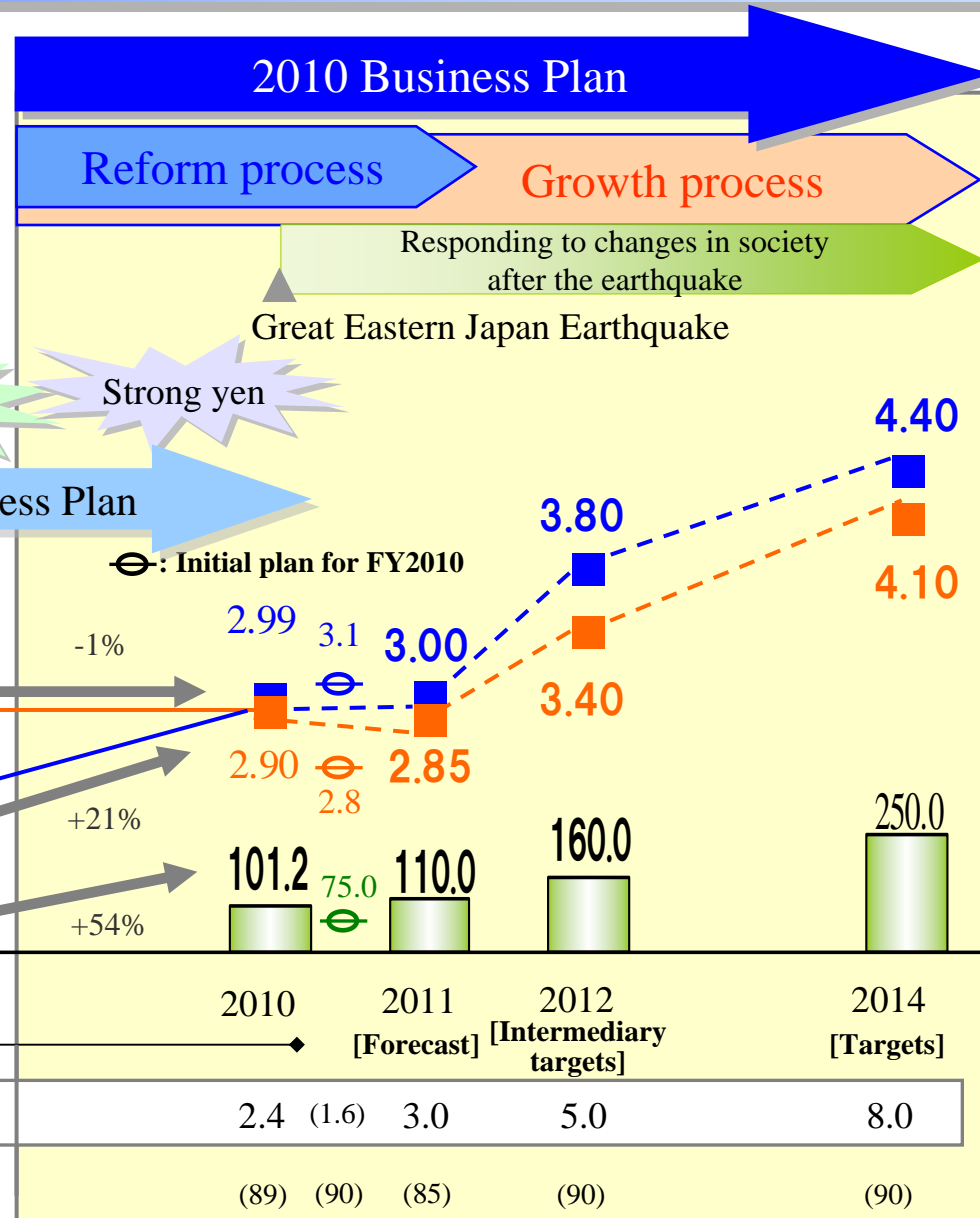 2010 Business Plan
Reform process
Growth process
Responding to changes in society
after the earthquake
Great Eastern Japan Earthquake
Strong yen
ess Plan
: Initial plan for FY2010
4.40
3.80
4.10
2.99
3.1
3.00
-1%
3.40
2.90
2.85
2.8
+21%
250.0
160.0
101.2
110.0
75.0
+54%
2010
2011
2012
2014
[Forecast]
[Intermediary
targets]
[Targets]
2.4 (1.6) 3.0 5.0 8.0
(89) (90) (85) (90) (90)